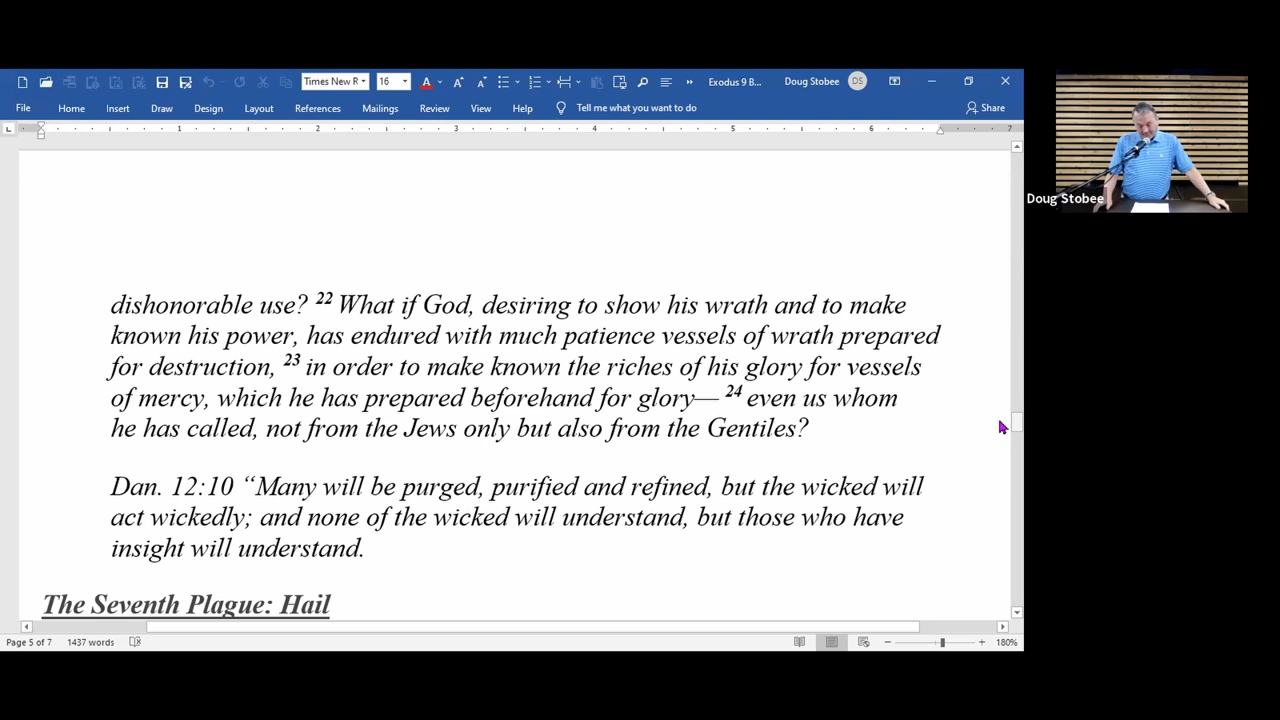 Times New R
16
A
Exodus 9 B...
Doug Stobee
DS
File
Home
Insert
Draw
Design
Layout
References
Mailings
Review
View
Help
Tell me what you want to do
Share
L
1
2
3
4
5
6
7
dishonorable use? 22 What if God, desiring to show his wrath and to make
known his power, has endured with much patience vessels of wrath prepared
for destruction, 23 in order to make known the riches of his glory for vessels
of mercy, which he has prepared beforehand for glory— 24 even us whom
he has called, not from the Jews only but also from the Gentiles?
Dan. 12:10 “Many will be purged, purified and refined, but the wicked will
act wickedly; and none of the wicked will understand, but those who have
insight will understand.
The Seventh Plague: Hail
Page 5 of 7
1437 words
180%
Doug Stobee